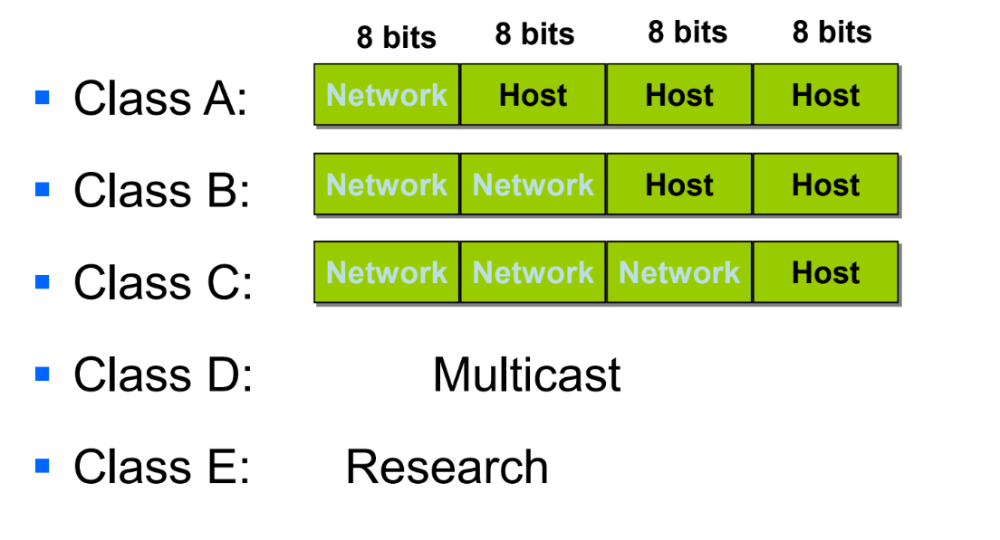 8 bits 8 bits 8 bits 8 bits
Class A: Network Host Host Host
Class B: Network Network Host Host
Class C: Network Network Network Host
Class D: Multicast
Class E: Research